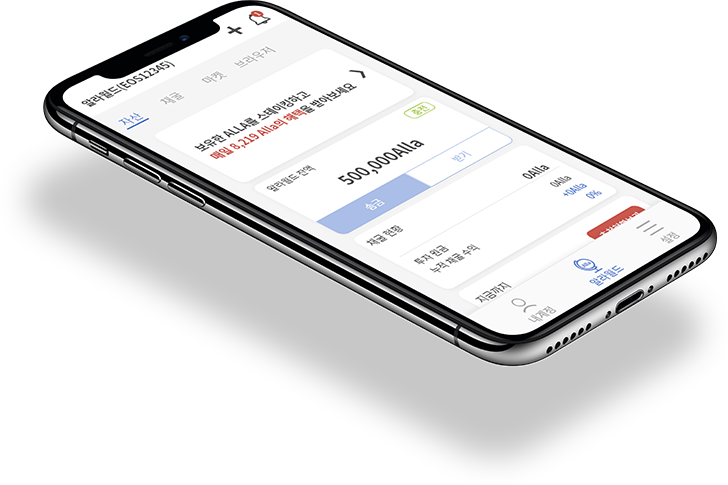 알라월드(EOS12345)
자산
채굴
마켓
브라우저
보유한 ALLA를 스테이킹하고
매일 8,219 Alla의 혜택을 받아보세요
알라월드 잔액
충전
500,000Alla
송금
받기
채굴 현황
투자 원금
0Alla
누적 채굴 수익
0Alla
+0Alla
0%
지금까지
내계정
알라월드
설정